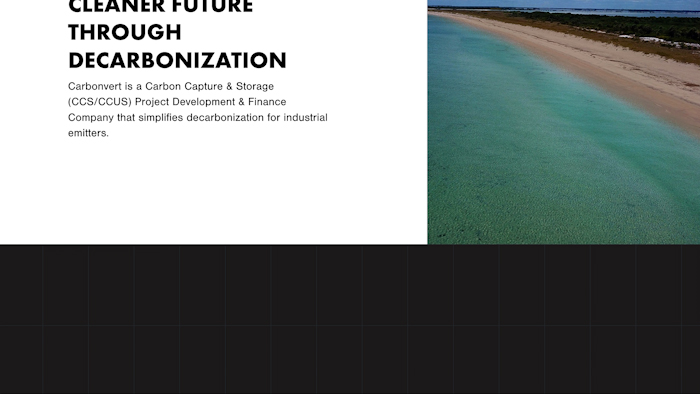 CLEANER FUTURE
THROUGH
DECARBONIZATION
Carbonvert is a Carbon Capture & Storage
(CCS/CCUS) Project Development & Finance
Company that simplifies decarbonization for industrial
emitters.